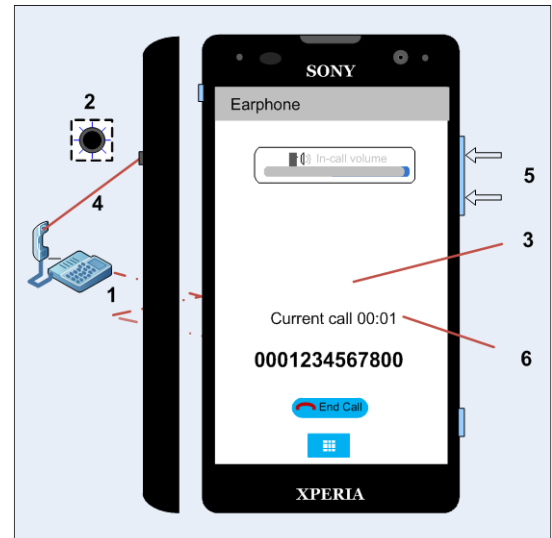 SONY
Earphone
2
In-call volume
5
4
3
1
Current call 00:01
0001234567800
6
End Call
XPERIA